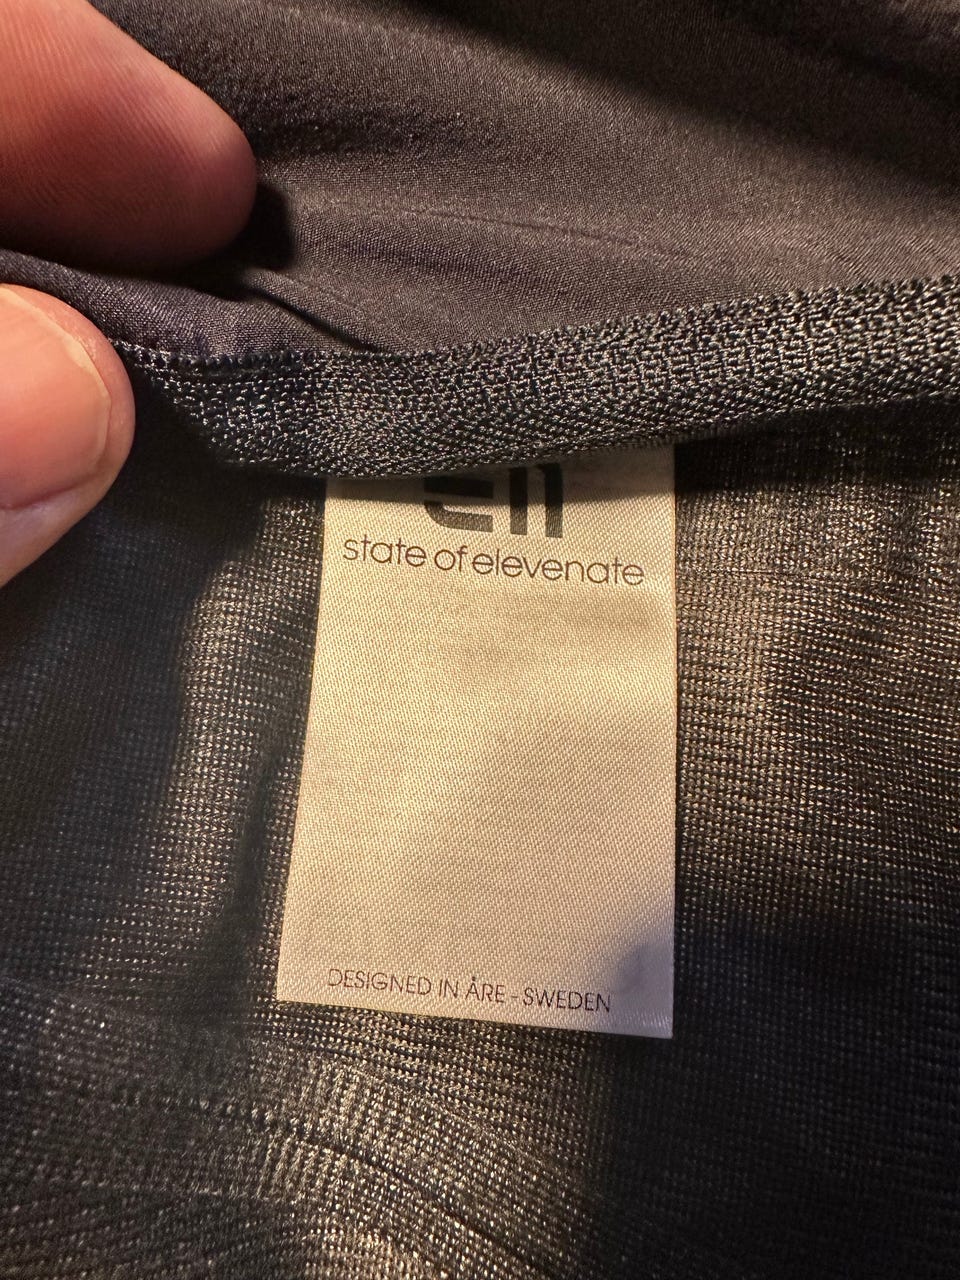 state of elevenate
DESIGNED IN ÅRE - SWEDEN